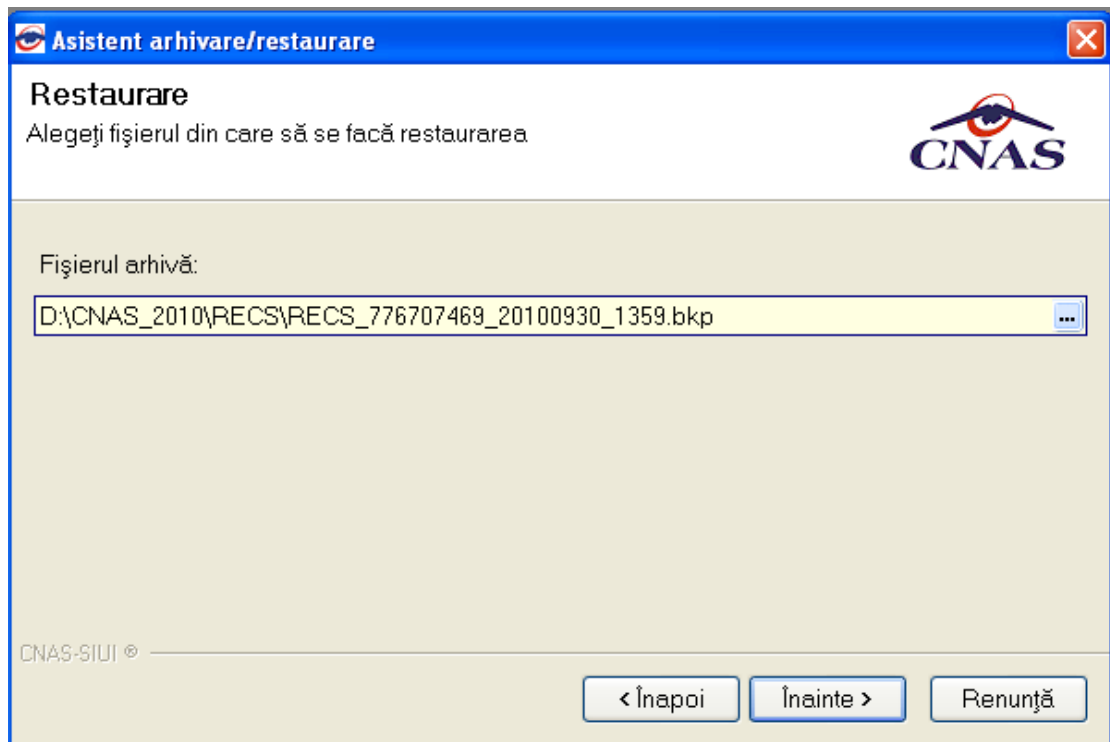 Asistent arhivare/restaurare
Restaurare
Alegeţi fişierul din care să se facă restaurarea
CNAS
Fişierul arhivă:
D:\CNAS_2010\RECS\RECS_776707469_20100930_1359.bkp
...
CNAS-SIUI ®
< Înapoi
Înainte >
Renunţă